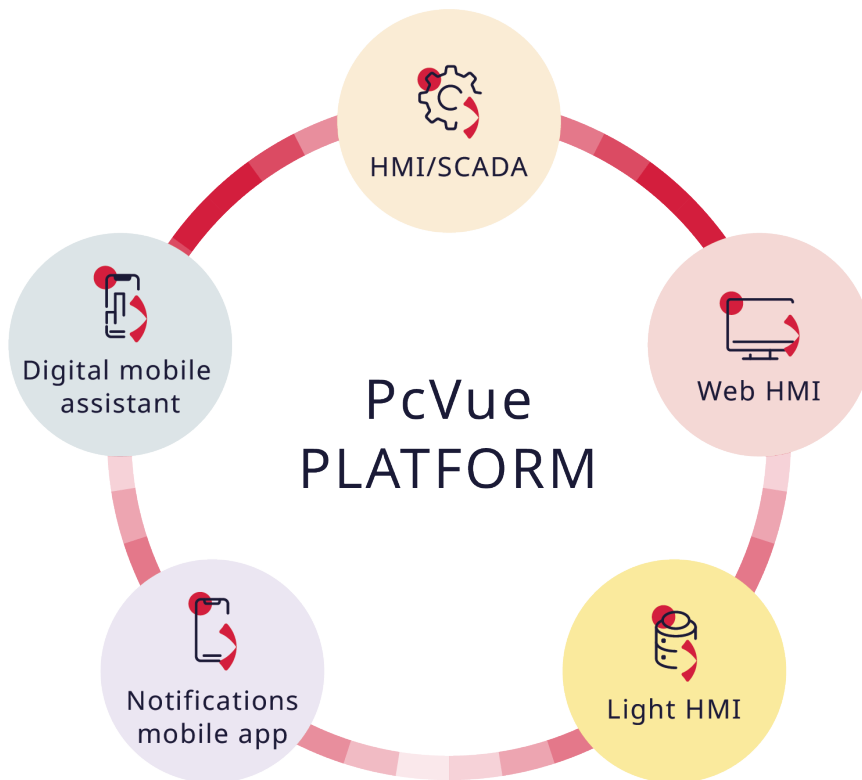 HMI/SCADA
Digital mobile
assistant
Web HMI
PcVue
PLATFORM
Notifications
mobile app
Light HMI